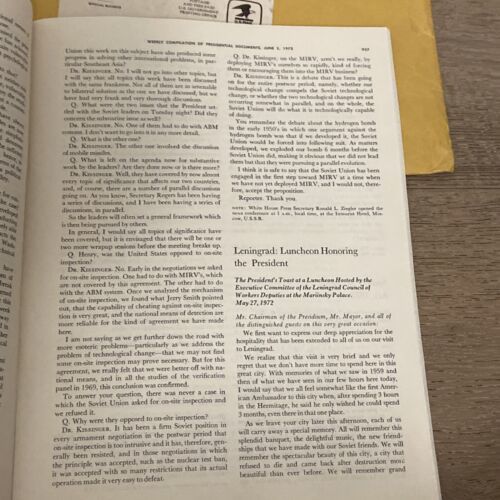 POSTAGE
AND FEES PAID
U.S. GOVERNMENT
PRINTING OFFICE
WEEKLY COMPILATION OF PRESIDENTIAL DOCUMENTS, JUNE 5, 1972
Union this week on this subject have also produced some
progress in solving other international problems, in par-
ticular Southeast Asia?
DR. KISSINGER. No. I will not go into other topics, but
I will say that all topics this week have been discussed
with the same frankness. Not all of them are as amenable
to bilateral solution as the one we have discussed, but we
have had very frank and very thorough discussions.
Q. What were the two issues that the President set-
tled with the Soviet leaders on Tuesday night? Did they
concern the submarine issue as well?
DR. KISSINGER. No. One of them had to do with ABM
content. I don't want to go into it in any more detail.
Q. What is the other one?
DR. KISSINGER. The other one involved the discussion
of mobile missiles.
Q. What is left on the agenda now for substantive
work by the leaders? Are they done now or is there more?
DR. KISSINGER. Well, they have covered by now almost
every topic of significance that affects our two countries,
and, of course, there are a number of parallel discussions
going on. As you know, Secretary Rogers has been having
a series of discussions, and I have been having a series of
discussions, in parallel.
So the leaders will often set a general framework which
is then being pursued by others.
In general, I would say all topics of significance have
been covered, but it is envisaged that there will be one or
two more wrapup sessions before the meeting breaks up.
Q. Henry, was the United States opposed to on-site
inspection?
DR. KISSINGER. No. Early in the negotiations we asked
for on-site inspection. One had to do with MIRV's, which
are not covered by this agreement. The other had to do
with the ABM system. Once we analyzed the mechanics
of on-site inspection, we found what Jerry Smith pointed
out, that the capability of cheating against on-site inspec-
tion is very great, and the national means of detection are
more reliable for the kind of agreement we have made
here.
I am not saying as we get further down the road with
more esoteric problems—particularly as we address the
problem of technological change—that we may not find
some on-site inspection may prove necessary. But for this
agreement, we really felt that we were better off with na-
tional means, and in all the studies of the verification
panel in 1969, this conclusion was confirmed.
To answer your question, there was never a case in
which the Soviet Union asked for on-site inspection and
we refused it.
Q. Why were they opposed to on-site inspection?
DR. KISSINGER. It has been a firm Soviet position in
every armament negotiation in the postwar period that
on-site inspection is too intrusive and it has, therefore, gen-
erally been resisted, and in those negotiations in which
the principle was accepted, such as the nuclear test ban,
it was accepted with so many restrictions that its actual
operation made it very easy to defeat.
Q. Dr. Kissinger, on the MIRV, aren't we really, by
deploying MIRV's ourselves so rapidly, kind of forcing
them or encouraging them into the MIRV business?
DR. KISSINGER. This is a debate that has been going
on for the entire postwar period, namely, whether our
technological change compels the Soviet technological
change, or whether the two technological changes are not
occurring somewhat in parallel, and on the whole, the
Soviet Union will do what it is technologically capable
of doing.
You remember the debate about the hydrogen bomb
in the early 1950's in which one argument against the
hydrogen bomb was that if we developed it, the Soviet
Union would be forced into following suit. As matters
developed, we exploded our bomb 6 months before the
Soviet Union did, making it obvious that we did not lead
them but that they were pursuing a parallel evolution.
I think it is safe to say that the Soviet Union has been
engaged in the first step toward MIRV at a time when
we have not yet deployed MIRV, and I would not, there-
fore, accept the proposition.
REPORTER. Thank you.
NOTE: White House Press Secretary Ronald L. Ziegler opened the
news conference at 1 a.m., local time, at the Intourist Hotel, Mos-
cow, U.S.S.R.
Leningrad: Luncheon Honoring
the President
The President's Toast at a Luncheon Hosted by the
Executive Committee of the Leningrad Council of
Workers Deputies at the Mariinsky Palace.
May 27, 1972
Mr. Chairman of the Presidium, Mr. Mayor, and all of
the distinguished guests on this very great occasion:
We first want to express our deep appreciation for the
hospitality that has been extended to all of us on our visit
to Leningrad.
We realize that this visit is very brief and we only
regret that we don't have more time to spend here in this
great city. With memories of what we saw in 1959 and
then of what we have seen in our few hours here today,
I would say that we all feel somewhat like the first Amer-
ican Ambassador to this city when, after spending 3 hours
in the Hermitage, he said he only wished he could spend
3 months, even there in that one place.
As we leave your city later this afternoon, each of us
will carry away a special memory. All will remember this
splendid banquet, the delightful music, the new friend-
ships that we have made with our Soviet friends. We will
remember the spectacular beauty of this city, a city that
refused to die and came back after destruction more
beautiful than ever before. We will remember grand